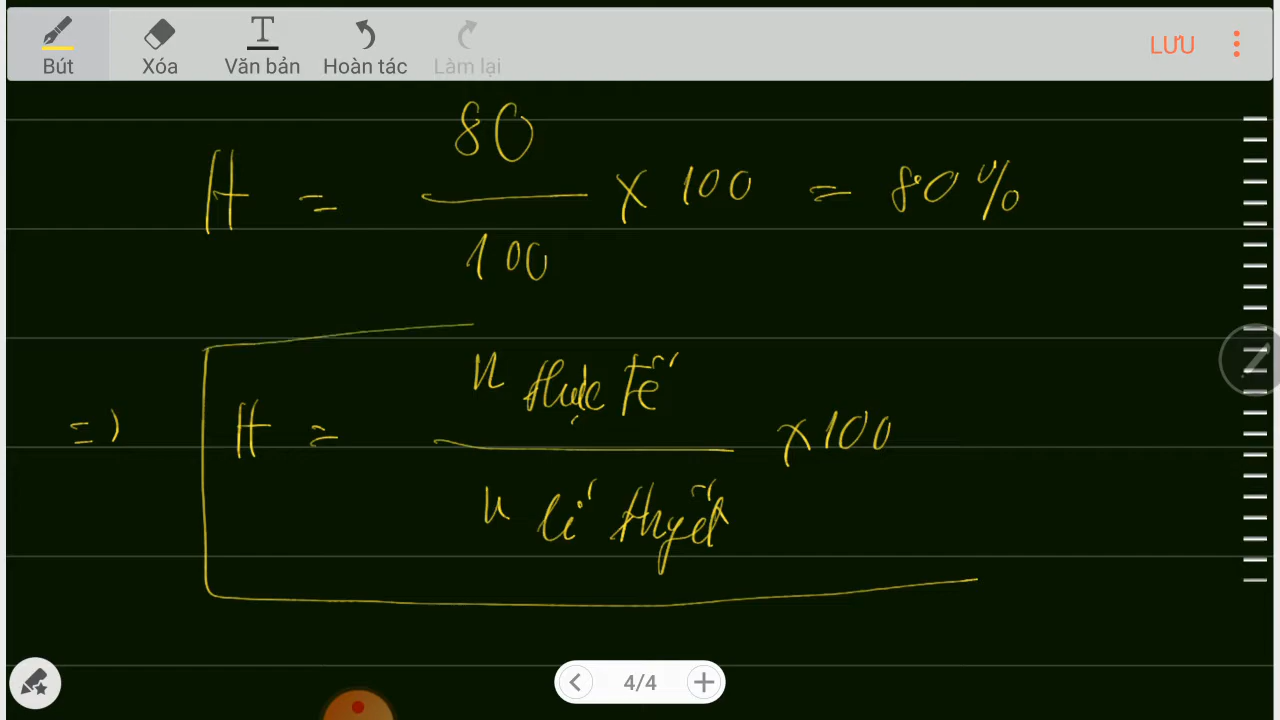 Bút Xóa Văn bản Hoàn tác Làm lại LƯU
H = 80/100 × 100 = 80%
=> H = n thực tế / n lí thuyết × 100
4/4